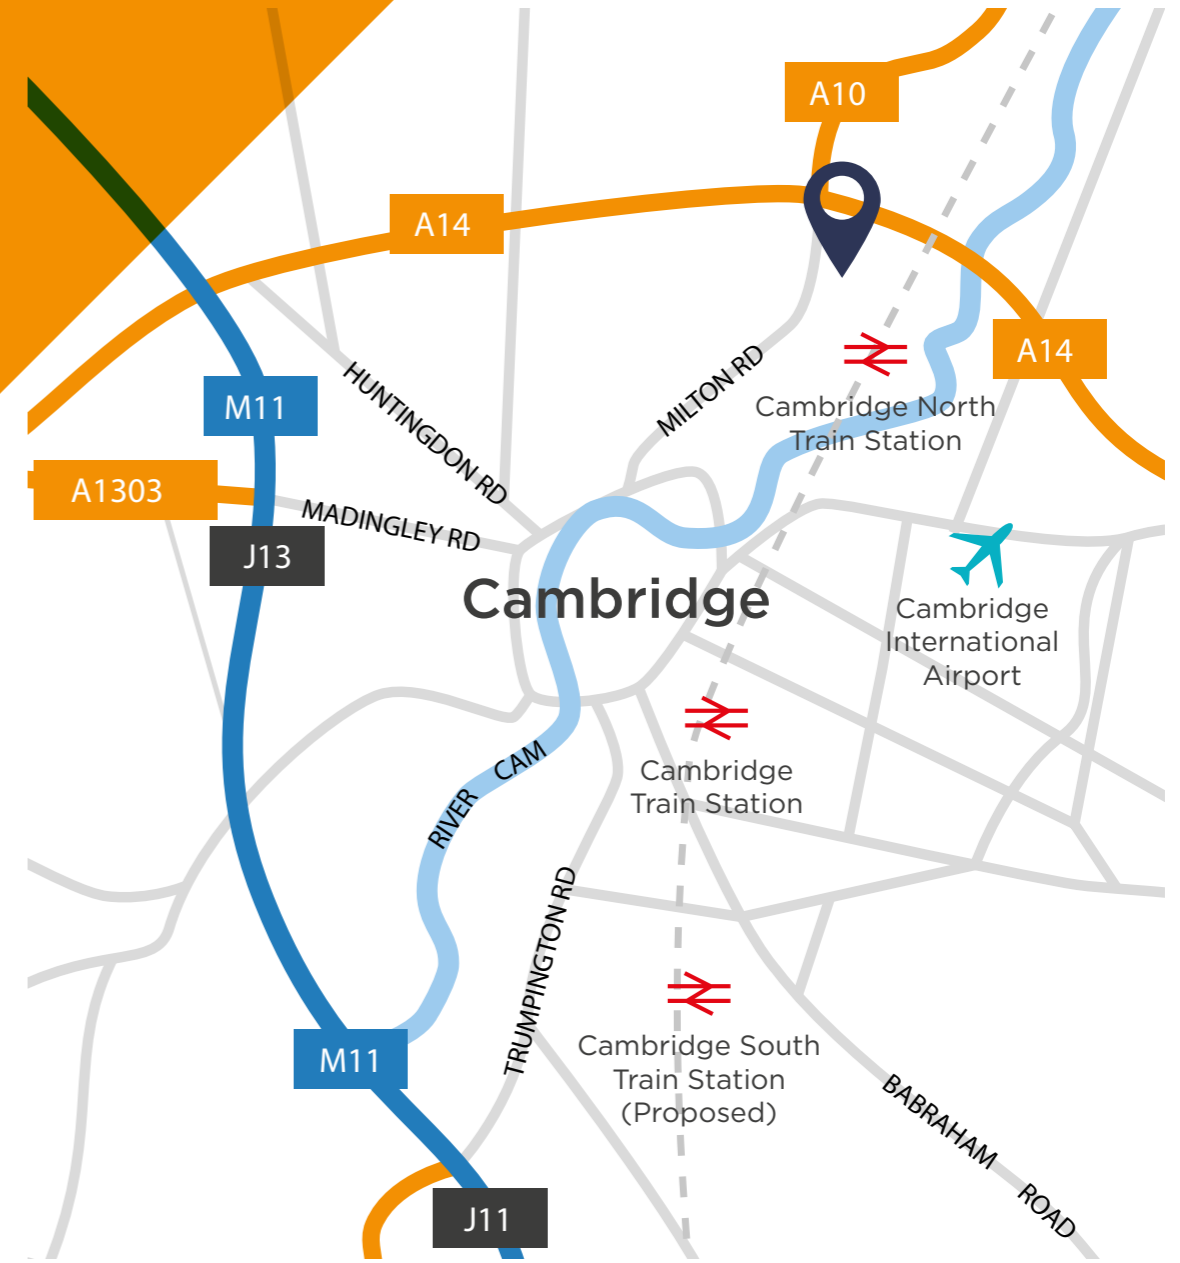 A10
A14
A14
M11
HUNTINGDON RD
MILTON RD
Cambridge North
Train Station
A1303
MADINGLEY RD
J13
Cambridge
Cambridge
International
Airport
RIVER CAM
Cambridge
Train Station
TRUMPINGTON RD
M11
Cambridge South
Train Station
(Proposed)
BABRAHAM ROAD
J11